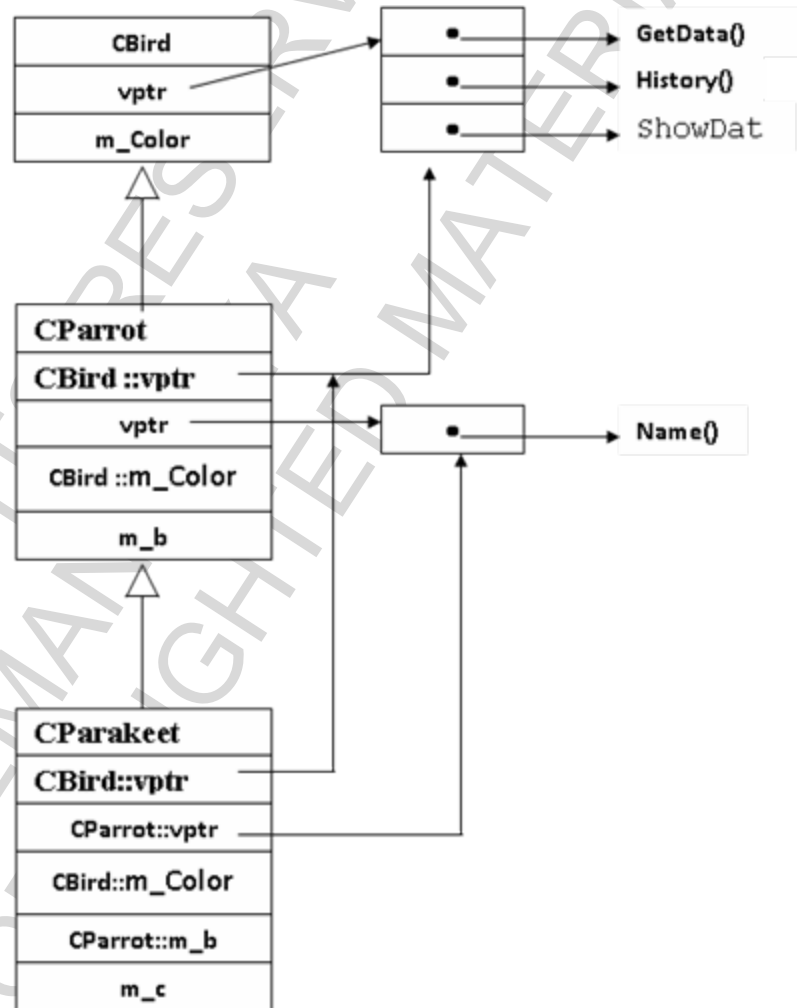 CBird
vptr
m_Color
GetData()
History()
ShowDat
CParrot
CBird ::vptr
vptr
CBird ::m_Color
m_b
Name()
CParakeet
CBird::vptr
CParrot::vptr
CBird::m_Color
CParrot::m_b
m_c